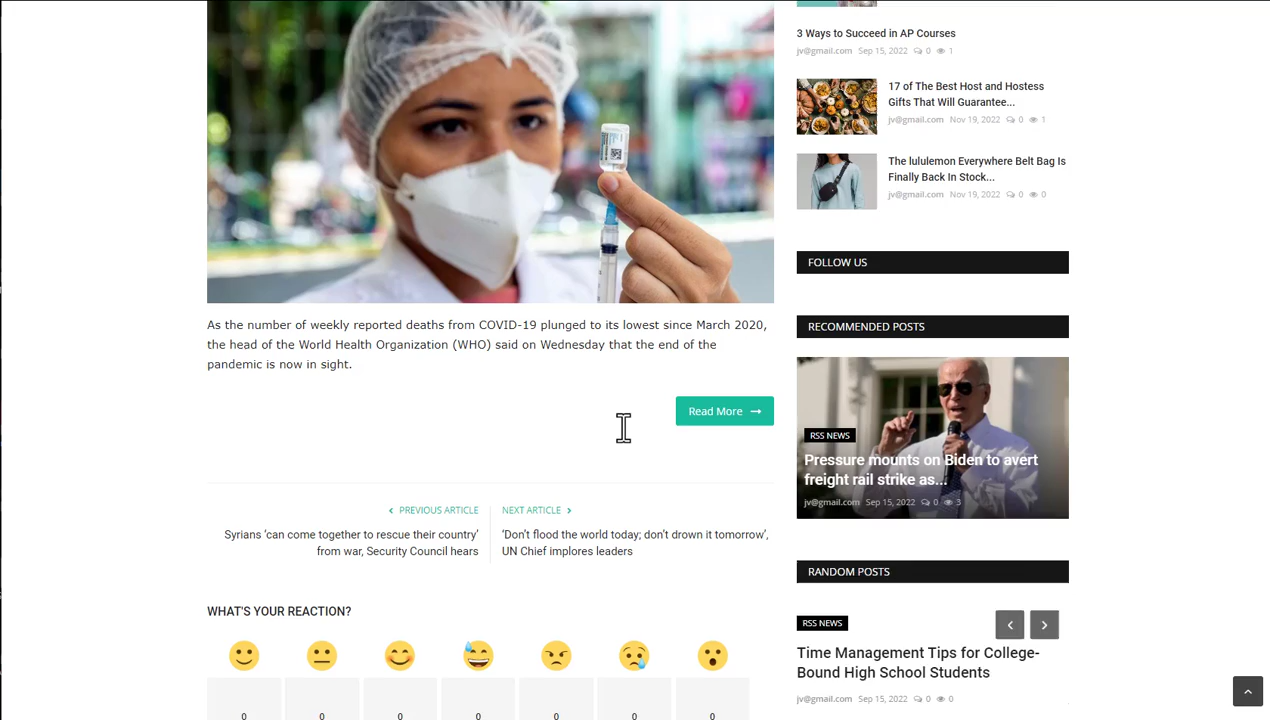 As the number of weekly reported deaths from COVID-19 plunged to its lowest since March 2020,
the head of the World Health Organization (WHO) said on Wednesday that the end of the
pandemic is now in sight.
Read More
PREVIOUS ARTICLE
Syrians ‘can come together to rescue their country’
from war, Security Council hears
NEXT ARTICLE
‘Don’t flood the world today; don’t drown it tomorrow’,
UN Chief implores leaders
WHAT'S YOUR REACTION?
0 0 0 0 0 0 0
3 Ways to Succeed in AP Courses
jv@gmail.com Sep 15, 2022 0 1
17 of The Best Host and Hostess
Gifts That Will Guarantee...
jv@gmail.com Nov 19, 2022 0 1
The lululemon Everywhere Belt Bag Is
Finally Back In Stock...
jv@gmail.com Nov 19, 2022 0 0
FOLLOW US
RECOMMENDED POSTS
RSS NEWS
Pressure mounts on Biden to avert
freight rail strike as...
jv@gmail.com Sep 15, 2022 0 3
RANDOM POSTS
RSS NEWS
Time Management Tips for College-
Bound High School Students
jv@gmail.com Sep 15, 2022 0 0